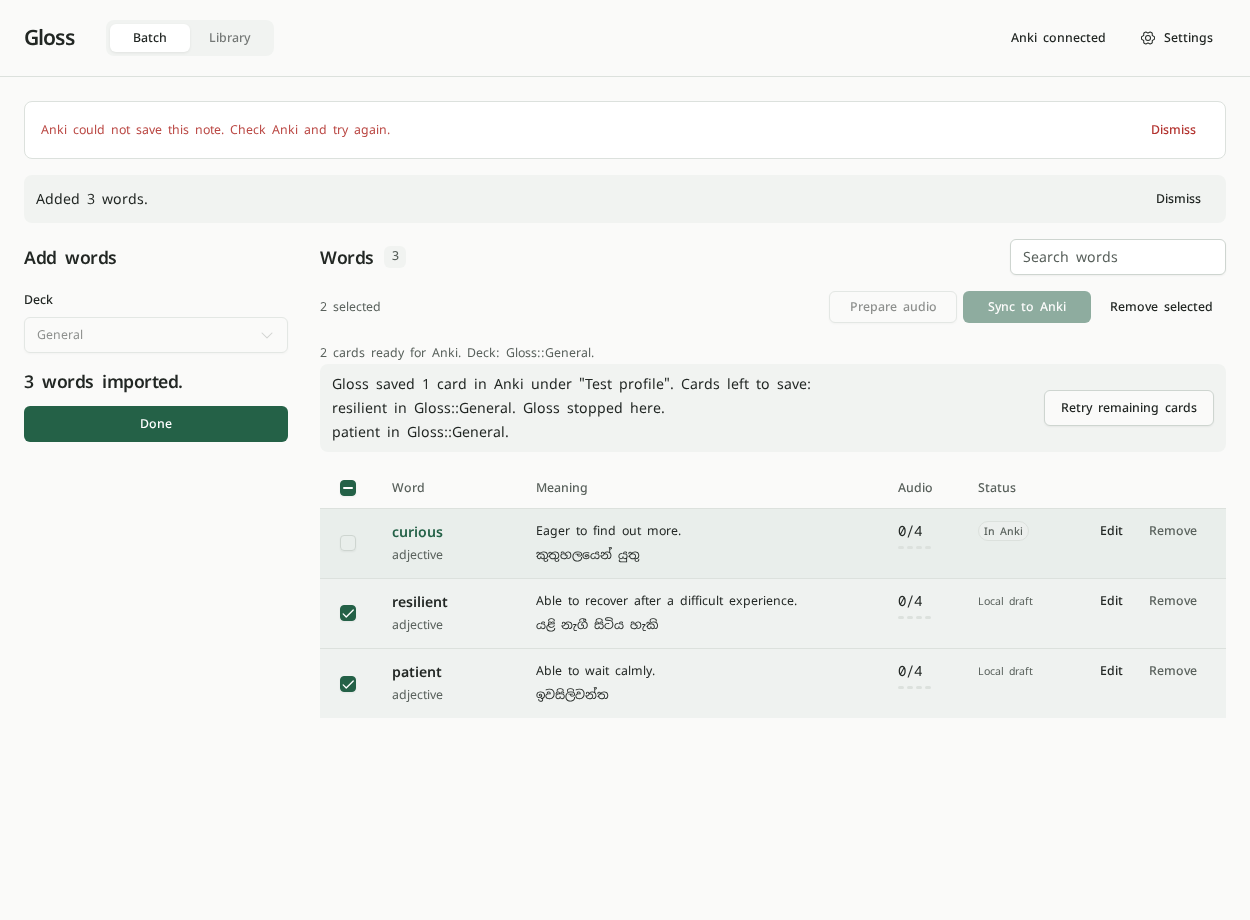 Gloss
Batch
Library
Anki connected
Settings
Anki could not save this note. Check Anki and try again.
Dismiss
Added 3 words.
Dismiss
Add words
Deck
General
3 words imported.
Done
Words 3
Search words
2 selected
Prepare audio
Sync to Anki
Remove selected
2 cards ready for Anki. Deck: Gloss::General.
Gloss saved 1 card in Anki under "Test profile". Cards left to save:
resilient in Gloss::General. Gloss stopped here.
patient in Gloss::General.
Retry remaining cards
Word Meaning Audio Status
curious Eager to find out more. 0/4 In Anki Edit Remove
adjective කුතුහලයෙන් යුතු
resilient Able to recover after a difficult experience. 0/4 Local draft Edit Remove
adjective යළි නැගී සිටිය හැකි
patient Able to wait calmly. 0/4 Local draft Edit Remove
adjective ඉවසිලිවන්ත